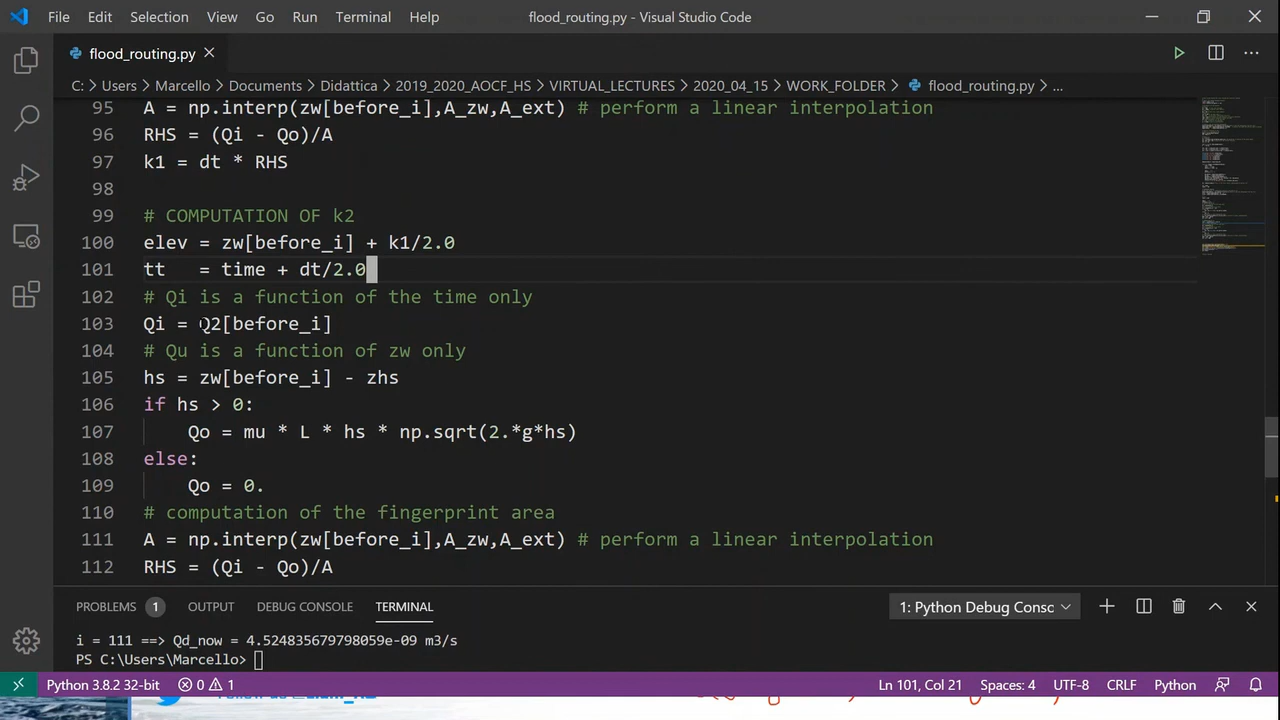 File Edit Selection View Go Run Terminal Help flood_routing.py - Visual Studio Code
flood_routing.py
C: > Users > Marcello > Documents > Didattica > 2019_2020_AOCF_HS > VIRTUAL_LECTURES > 2020_04_15 > WORK_FOLDER > flood_routing.py > ...
95 A = np.interp(zw[before_i],A_zw,A_ext) # perform a linear interpolation
96 RHS = (Qi - Qo)/A
97 k1 = dt * RHS
98
99 # COMPUTATION OF k2
100 elev = zw[before_i] + k1/2.0
101 tt   = time + dt/2.0
102 # Qi is a function of the time only
103 Qi = Q2[before_i]
104 # Qu is a function of zw only
105 hs = zw[before_i] - zhs
106 if hs > 0:
107     Qo = mu * L * hs * np.sqrt(2.*g*hs)
108 else:
109     Qo = 0.
110 # computation of the fingerprint area
111 A = np.interp(zw[before_i],A_zw,A_ext) # perform a linear interpolation
112 RHS = (Qi - Qo)/A
PROBLEMS 1 OUTPUT DEBUG CONSOLE TERMINAL 1: Python Debug Consc
i = 111 ==> Qd_now = 4.524835679798059e-09 m3/s
PS C:\Users\Marcello>
Python 3.8.2 32-bit 0 1 Ln 101, Col 21 Spaces: 4 UTF-8 CRLF Python